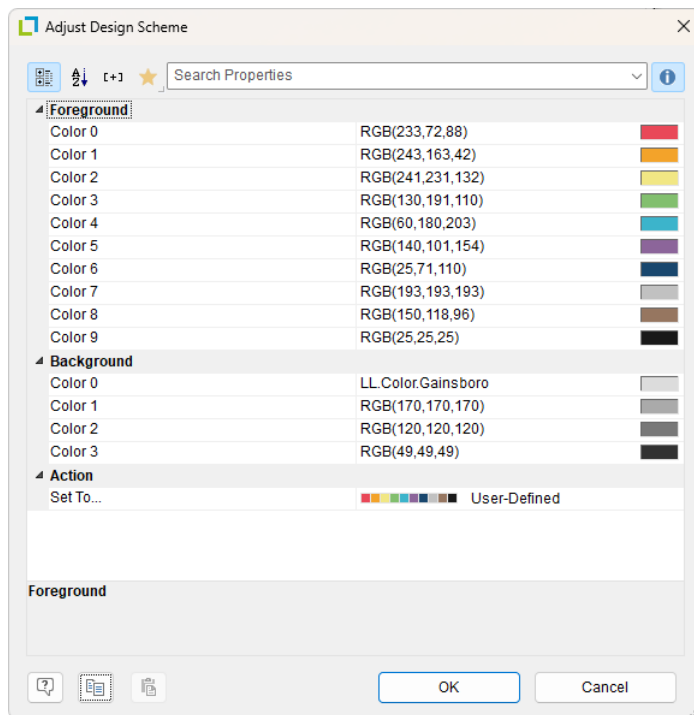 Adjust Design Scheme
A Z [+] Search Properties
Foreground
Color 0 RGB(233,72,88)
Color 1 RGB(243,163,42)
Color 2 RGB(241,231,132)
Color 3 RGB(130,191,110)
Color 4 RGB(60,180,203)
Color 5 RGB(140,101,154)
Color 6 RGB(25,71,110)
Color 7 RGB(193,193,193)
Color 8 RGB(150,118,96)
Color 9 RGB(25,25,25)
Background
Color 0 LL.Color.Gainsboro
Color 1 RGB(170,170,170)
Color 2 RGB(120,120,120)
Color 3 RGB(49,49,49)
Action
Set To... User-Defined
Foreground
OK Cancel